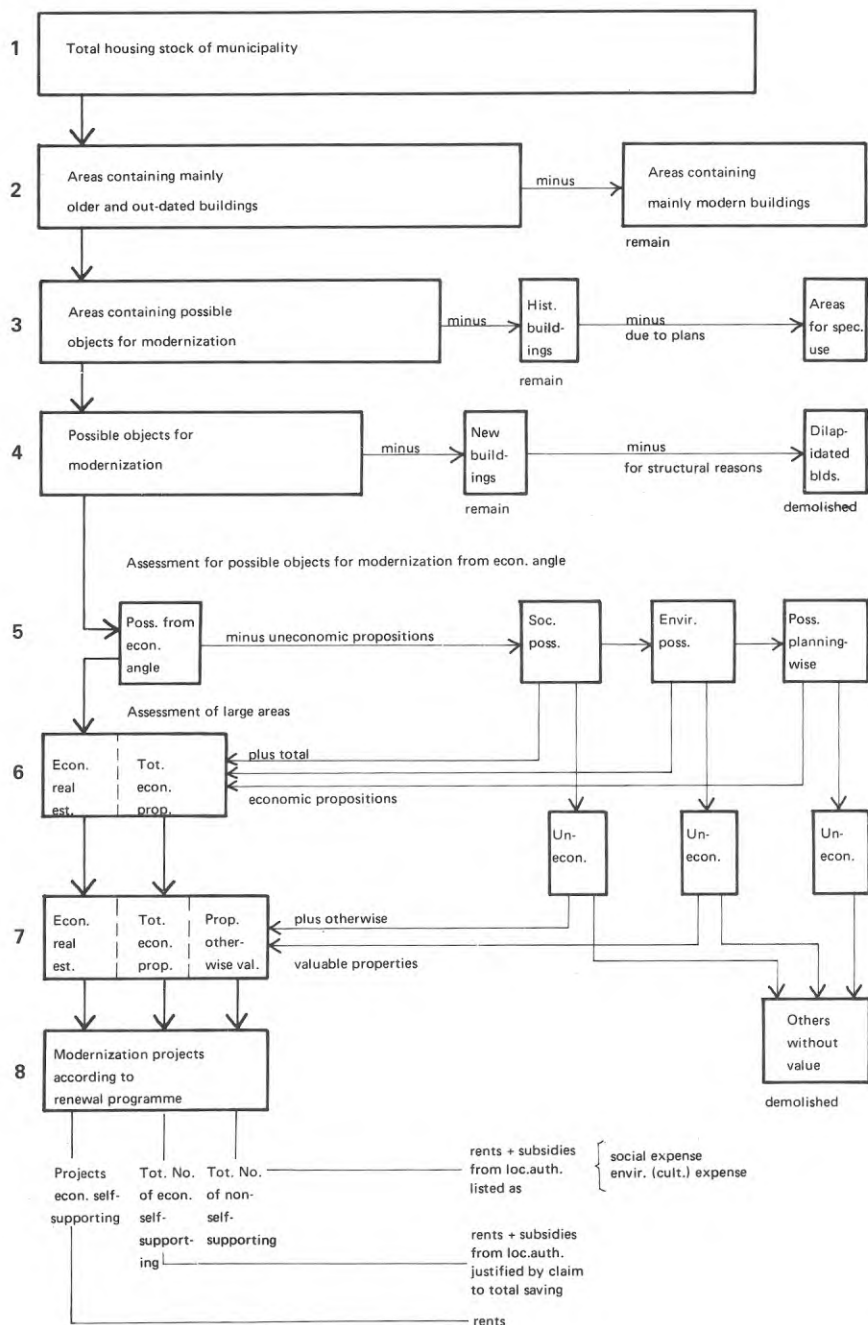 1
Total housing stock of municipality
2
Areas containing mainly
older and out-dated buildings
minus
Areas containing
mainly modern buildings
remain
3
Areas containing possible
objects for modernization
minus
Hist.
build-
ings
remain
minus
due to plans
Areas
for spec.
use
4
Possible objects for
modernization
minus
New
build-
ings
remain
minus
for structural reasons
Dilap-
idated
blds.
demolished
Assessment for possible objects for modernization from econ. angle
5
Poss. from
econ.
angle
minus uneconomic propositions
Soc.
poss.
Envir.
poss.
Poss.
planning-
wise
Assessment of large areas
6
Econ.
real
est.
Tot.
econ.
prop.
plus total
economic propositions
Un-
econ.
Un-
econ.
Un-
econ.
7
Econ.
real
est.
Tot.
econ.
prop.
Prop.
other-
wise val.
plus otherwise
valuable properties
Others
without
value
demolished
8
Modernization projects
according to
renewal programme
Projects
econ. self-
supporting
Tot. No.
of econ.
self-
support-
ing
Tot. No.
of non-
self-
supporting
rents + subsidies
from loc.auth.
listed as
social expense
envir. (cult.) expense
rents + subsidies
from loc.auth.
justified by claim
to total saving
rents